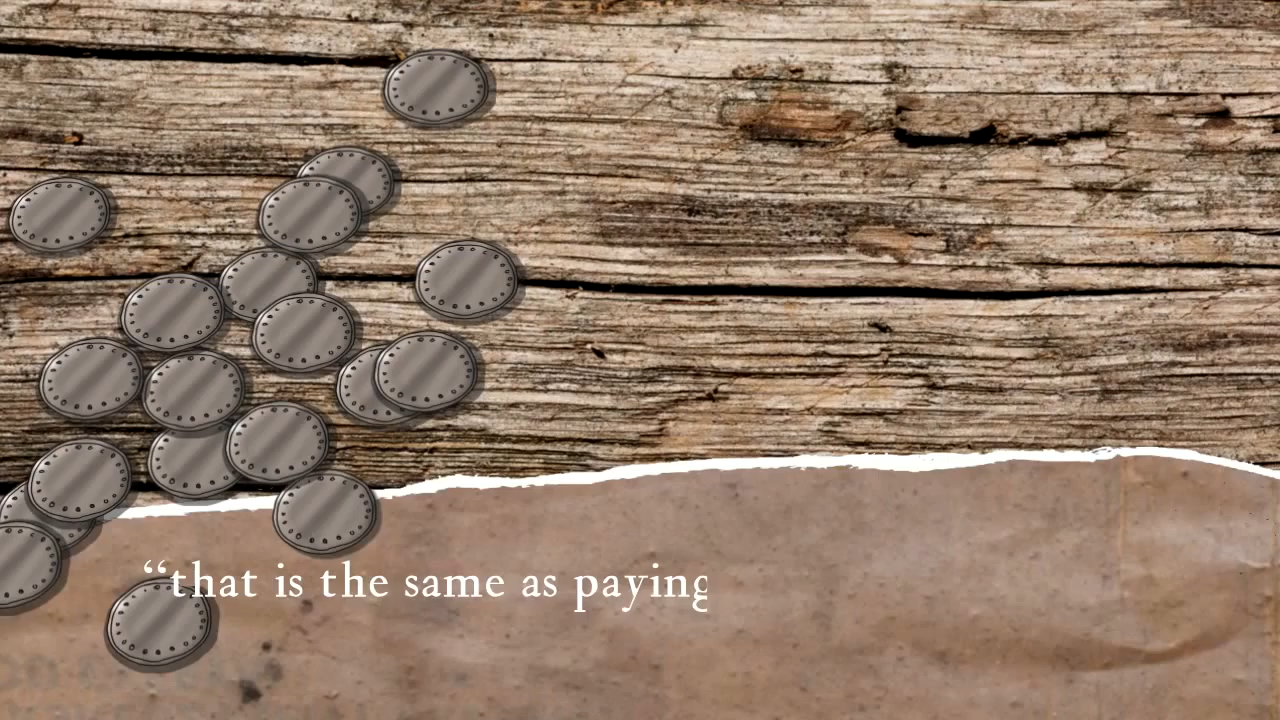 “that is the same as paying